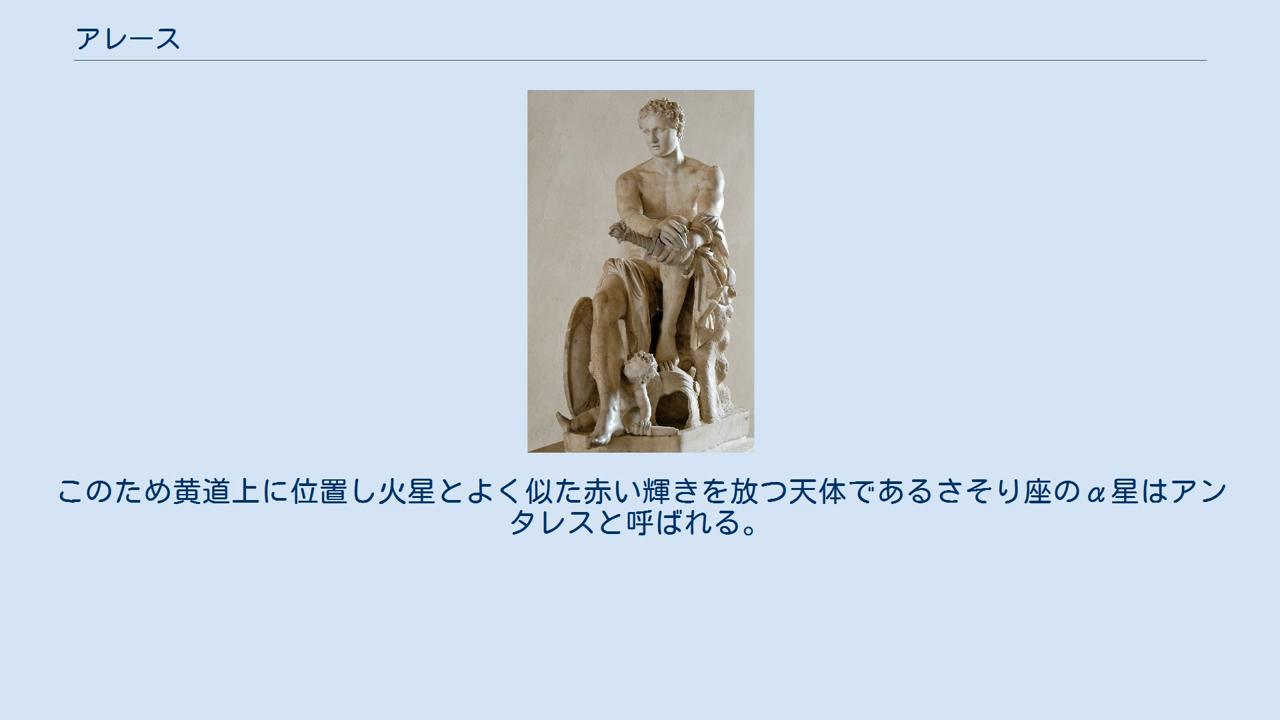 アレース
このため黄道上に位置し火星とよく似た赤い輝きを放つ天体であるさそり座のα星はアン
タレスと呼ばれる。